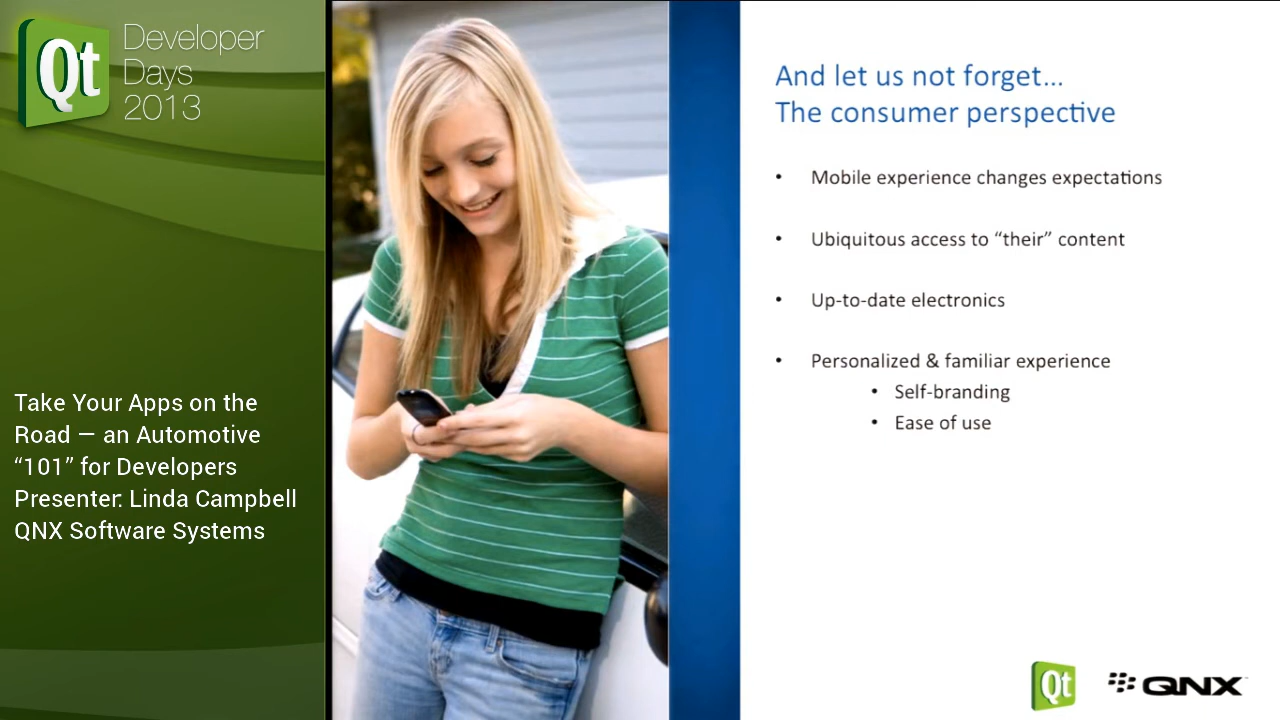 Qt
Developer
Days
2013
Take Your Apps on the
Road — an Automotive
“101” for Developers
Presenter: Linda Campbell
QNX Software Systems
And let us not forget...
The consumer perspective
• Mobile experience changes expectations
• Ubiquitous access to “their” content
• Up-to-date electronics
• Personalized & familiar experience
• Self-branding
• Ease of use
Qt
QNX